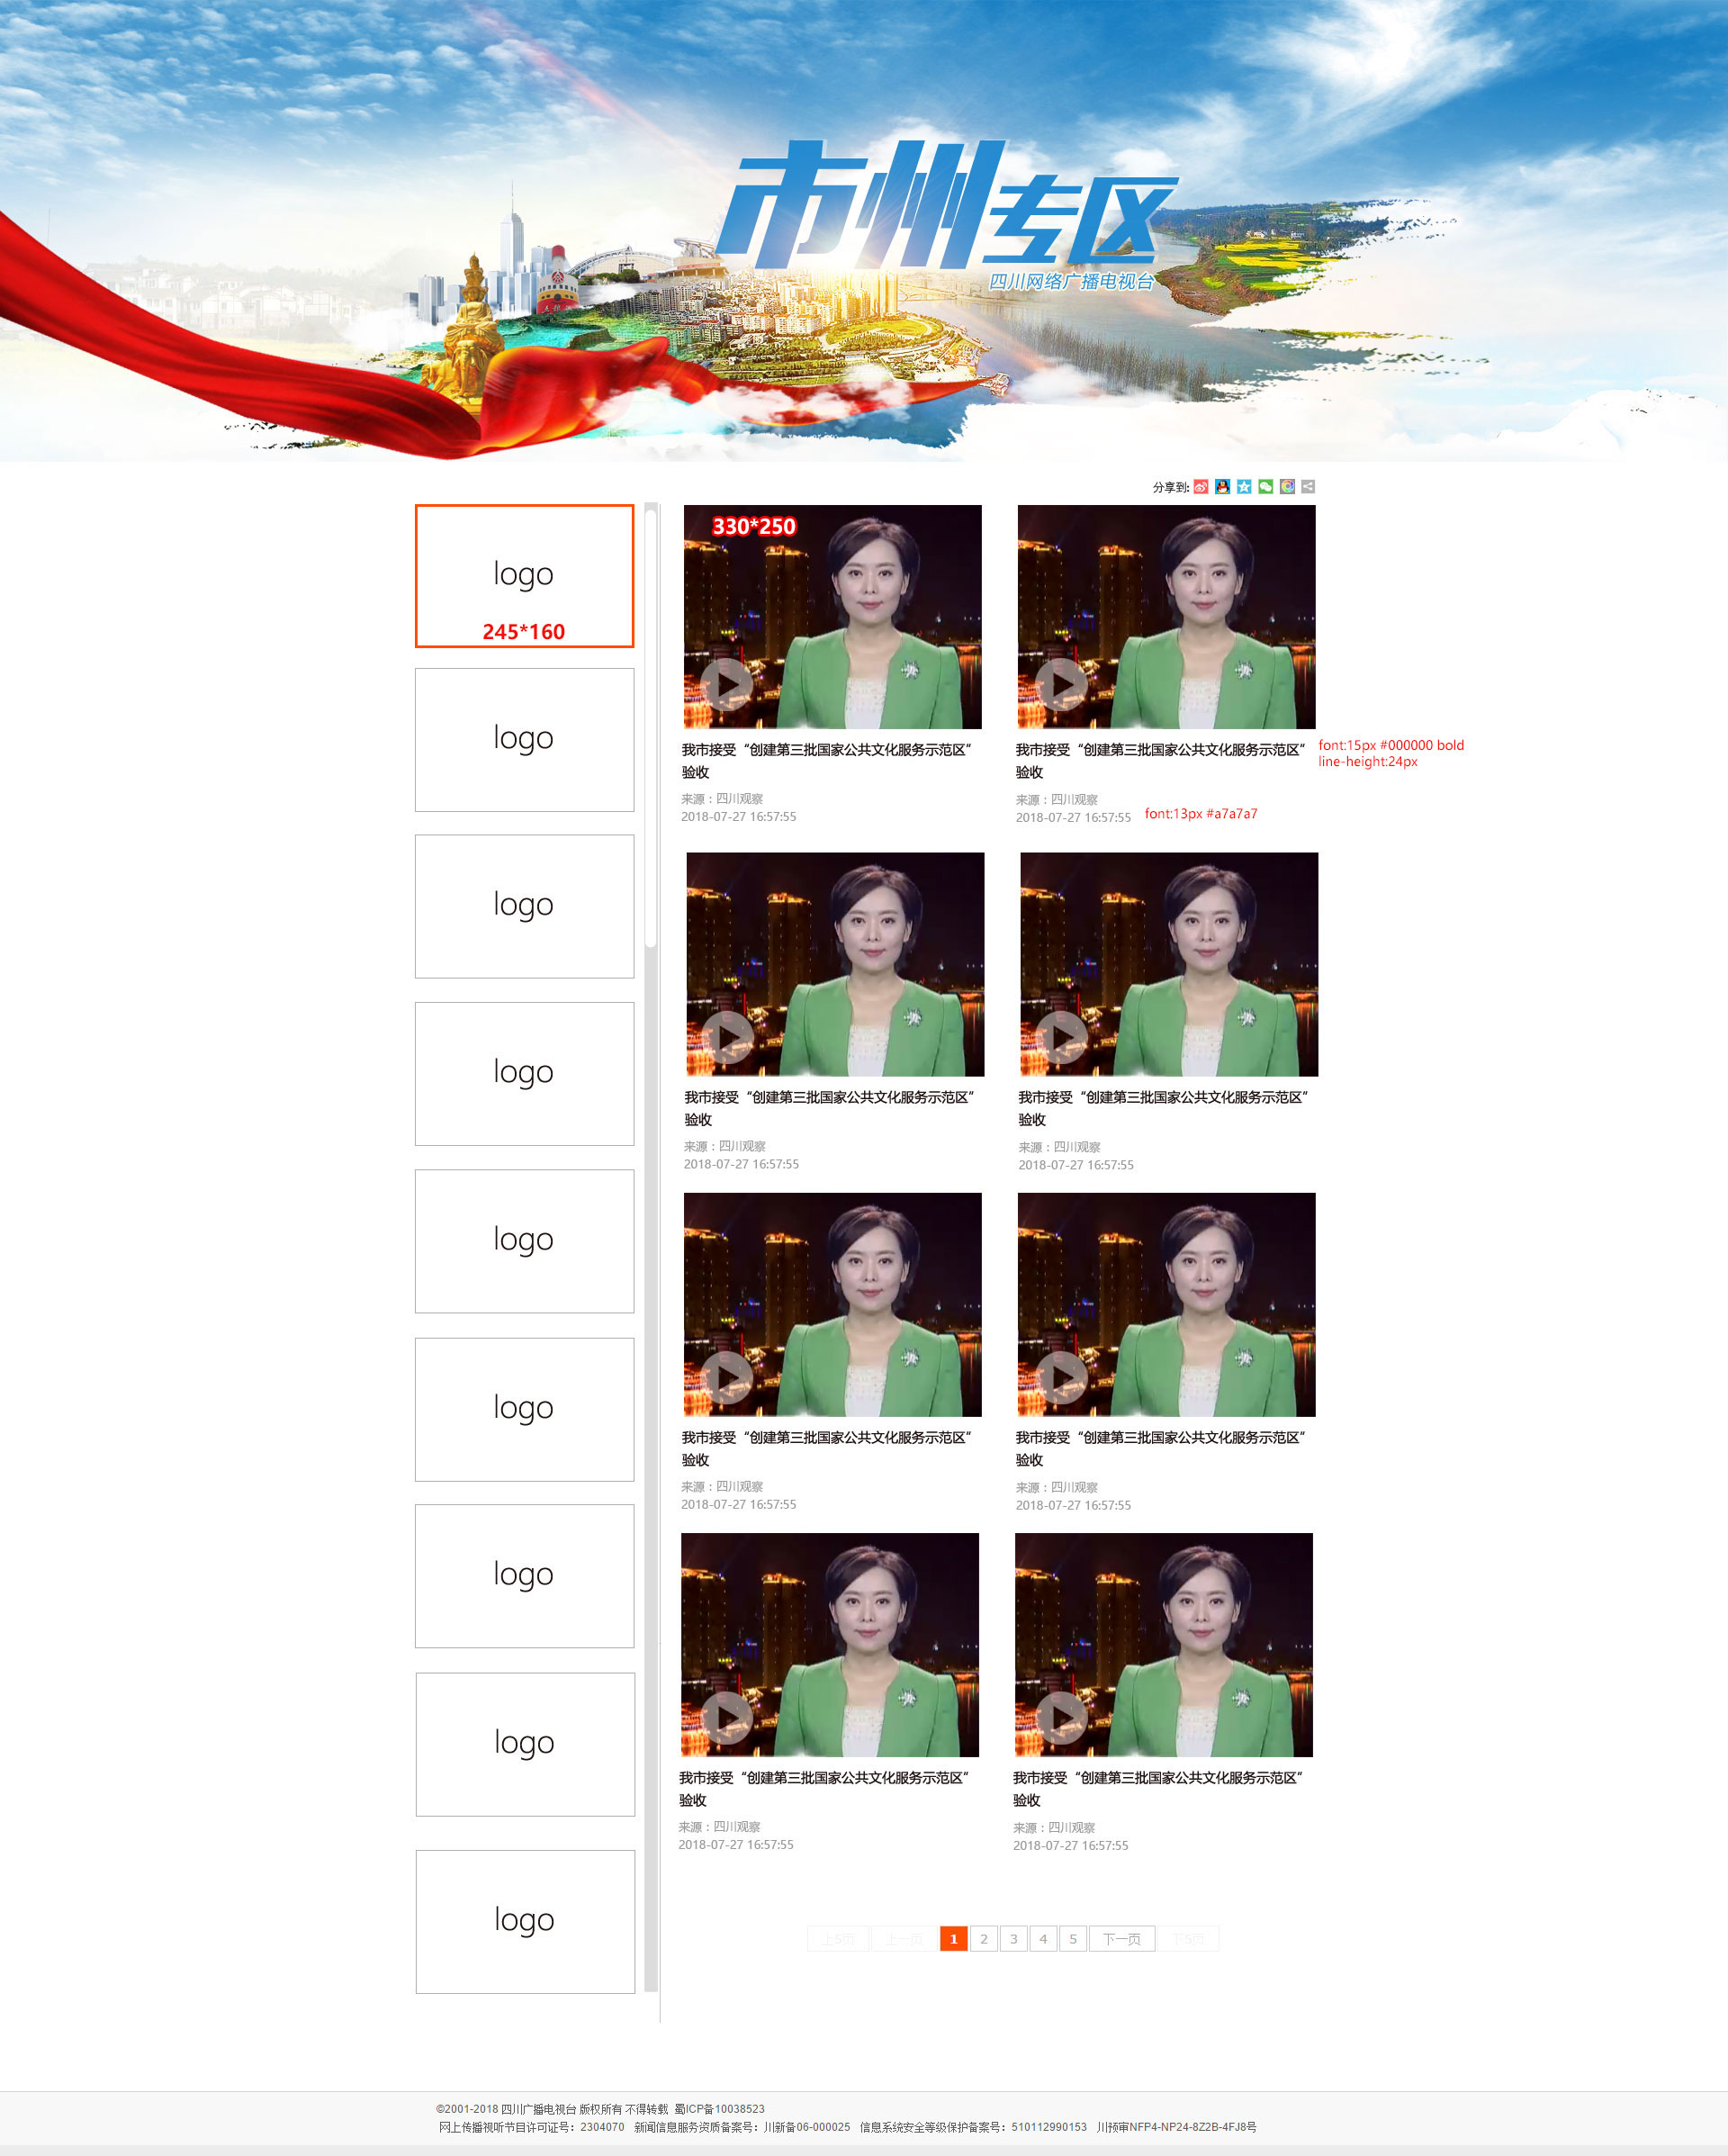 市州专区
四川网络广播电视台
分享到:
logo
245*160
330*250
我市接受“创建第三批国家公共文化服务示范区”
验收
来源：四川观察
2018-07-27 16:57:55
我市接受“创建第三批国家公共文化服务示范区”
验收
来源：四川观察
2018-07-27 16:57:55
font:15px #000000 bold
line-height:24px
font:13px #a7a7a7
logo
logo
我市接受“创建第三批国家公共文化服务示范区”
验收
来源：四川观察
2018-07-27 16:57:55
我市接受“创建第三批国家公共文化服务示范区”
验收
来源：四川观察
2018-07-27 16:57:55
logo
logo
我市接受“创建第三批国家公共文化服务示范区”
验收
来源：四川观察
2018-07-27 16:57:55
我市接受“创建第三批国家公共文化服务示范区”
验收
来源：四川观察
2018-07-27 16:57:55
logo
logo
我市接受“创建第三批国家公共文化服务示范区”
验收
来源：四川观察
2018-07-27 16:57:55
我市接受“创建第三批国家公共文化服务示范区”
验收
来源：四川观察
2018-07-27 16:57:55
logo
logo
上5页 上一页 1 2 3 4 5 下一页 下5页
©2001-2018 四川广播电视台 版权所有 不得转载 蜀ICP备10038523
网上传播视听节目许可证号：2304070 新闻信息服务资质备案号：川新备06-000025 信息系统安全等级保护备案号：510112990153 川预审NFP4-NP24-8Z2B-4FJ8号